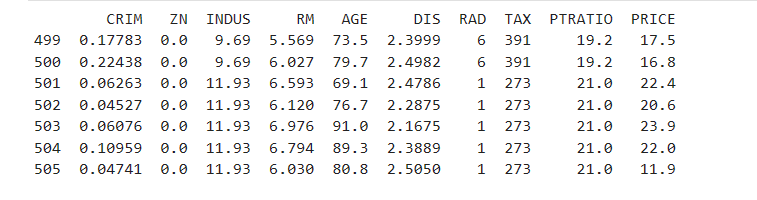 CRIM ZN INDUS RM AGE DIS RAD TAX PTRATIO PRICE
499 0.17783 0.0 9.69 5.569 73.5 2.3999 6 391 19.2 17.5
500 0.22438 0.0 9.69 6.027 79.7 2.4982 6 391 19.2 16.8
501 0.06263 0.0 11.93 6.593 69.1 2.4786 1 273 21.0 22.4
502 0.04527 0.0 11.93 6.120 76.7 2.2875 1 273 21.0 20.6
503 0.06076 0.0 11.93 6.976 91.0 2.1675 1 273 21.0 23.9
504 0.10959 0.0 11.93 6.794 89.3 2.3889 1 273 21.0 22.0
505 0.04741 0.0 11.93 6.030 80.8 2.5050 1 273 21.0 11.9